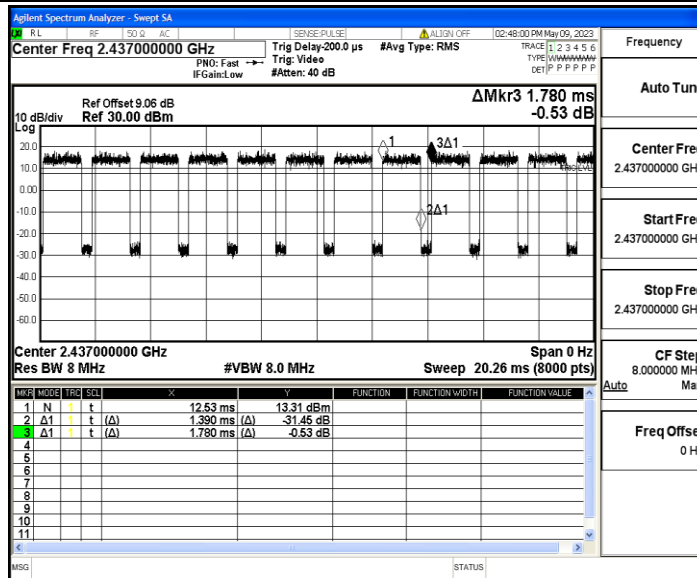 Agilent Spectrum Analyzer - Swept SA
RL RF 50 Ω AC SENSE:PULSE ALIGN OFF 02:48:00 PM May 09, 2023
Center Freq 2.437000000 GHz
PNO: Fast
IFGain:Low
Trig Delay-200.0 µs
Trig: Video
#Atten: 40 dB
#Avg Type: RMS
TRACE 1 2 3 4 5 6
TYPE WWWWWW
DET P P P P P P
ΔMkr3 1.780 ms
-0.53 dB
Ref Offset 9.06 dB
10 dB/div Ref 30.00 dBm
Log
20.0
10.0
0.00
-10.0
-20.0
-30.0
-40.0
-50.0
-60.0
1
3Δ1
2Δ1
Center 2.437000000 GHz Span 0 Hz
Res BW 8 MHz #VBW 8.0 MHz Sweep 20.26 ms (8000 pts)
MKR MODE TRC SCL X Y FUNCTION FUNCTION WIDTH FUNCTION VALUE
1 N 1 t 12.53 ms 13.31 dBm
2 Δ1 1 t (Δ) 1.390 ms (Δ) -31.45 dB
3 Δ1 1 t (Δ) 1.780 ms (Δ) -0.53 dB
4
5
6
7
8
9
10
11
MSG STATUS
Frequency
Auto Tun
Center Fre
2.437000000 GH
Start Fre
2.437000000 GH
Stop Fre
2.437000000 GH
CF Step
8.000000 MH
Auto Ma
Freq Offse
0 H